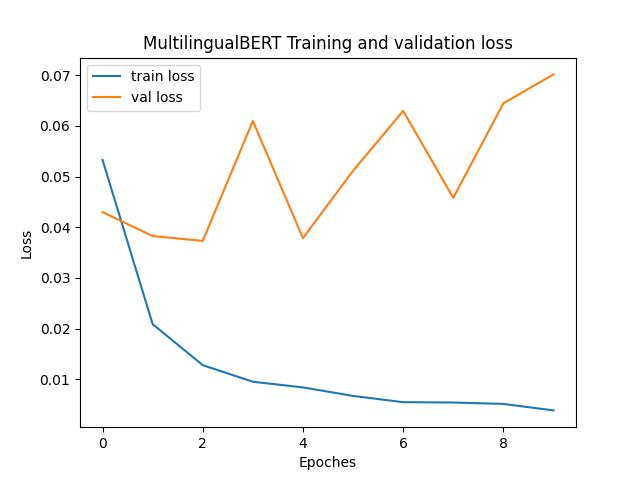 MultilingualBERT Training and validation loss
train loss
val loss
0.07
0.06
0.05
0.04
0.03
0.02
0.01
Loss
0 2 4 6 8
Epoches